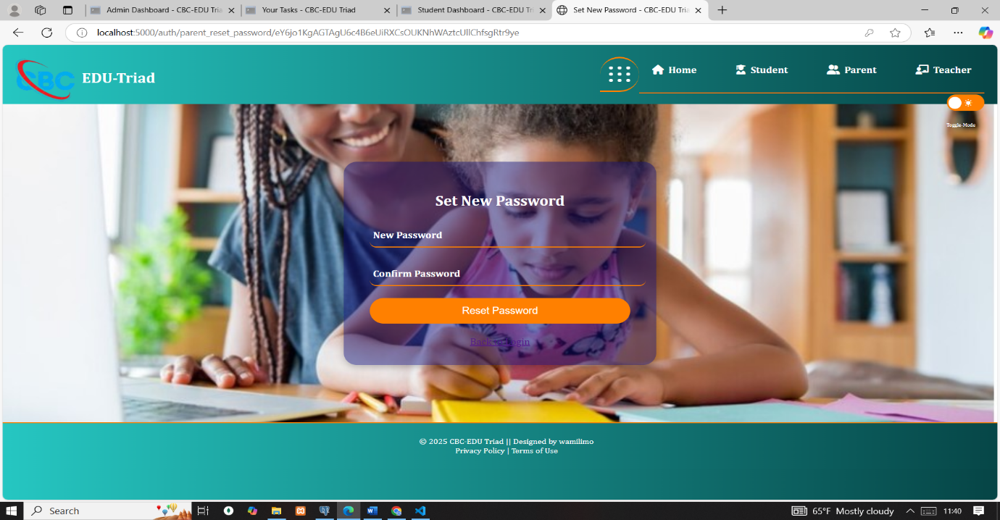 Admin Dashboard - CBC-EDU Tria
Your Tasks - CBC-EDU Triad
Student Dashboard - CBC-EDU Tri
Set New Password - CBC-EDU Tria
localhost:5000/auth/parent_reset_password/eY6jo1KgAGTAgU6c4B6eUiRXCsOUKNhWAztcUllChfsgRtr9ye
CBC EDU-Triad
Home
Student
Parent
Teacher
Toggle-Mode
Set New Password
New Password
Confirm Password
Reset Password
Back to Login
© 2025 CBC-EDU Triad || Designed by wamilimo
Privacy Policy | Terms of Use
Search
65°F Mostly cloudy
11:40